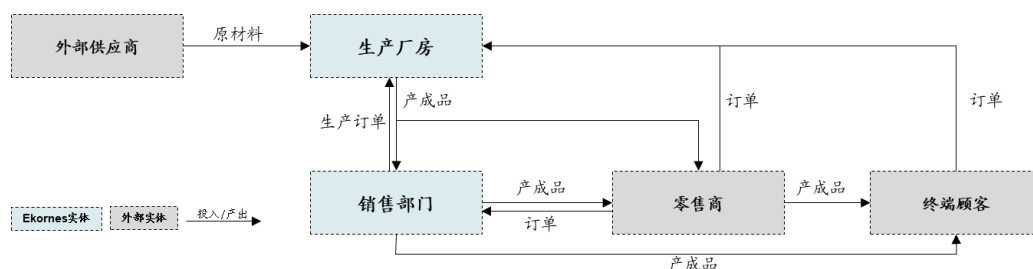 外部供应商
原材料
生产厂房
产成品
生产订单
订单
订单
销售部门
产成品
订单
零售商
产成品
终端顾客
Ekornes实体
外部实体
投入/产出
产成品